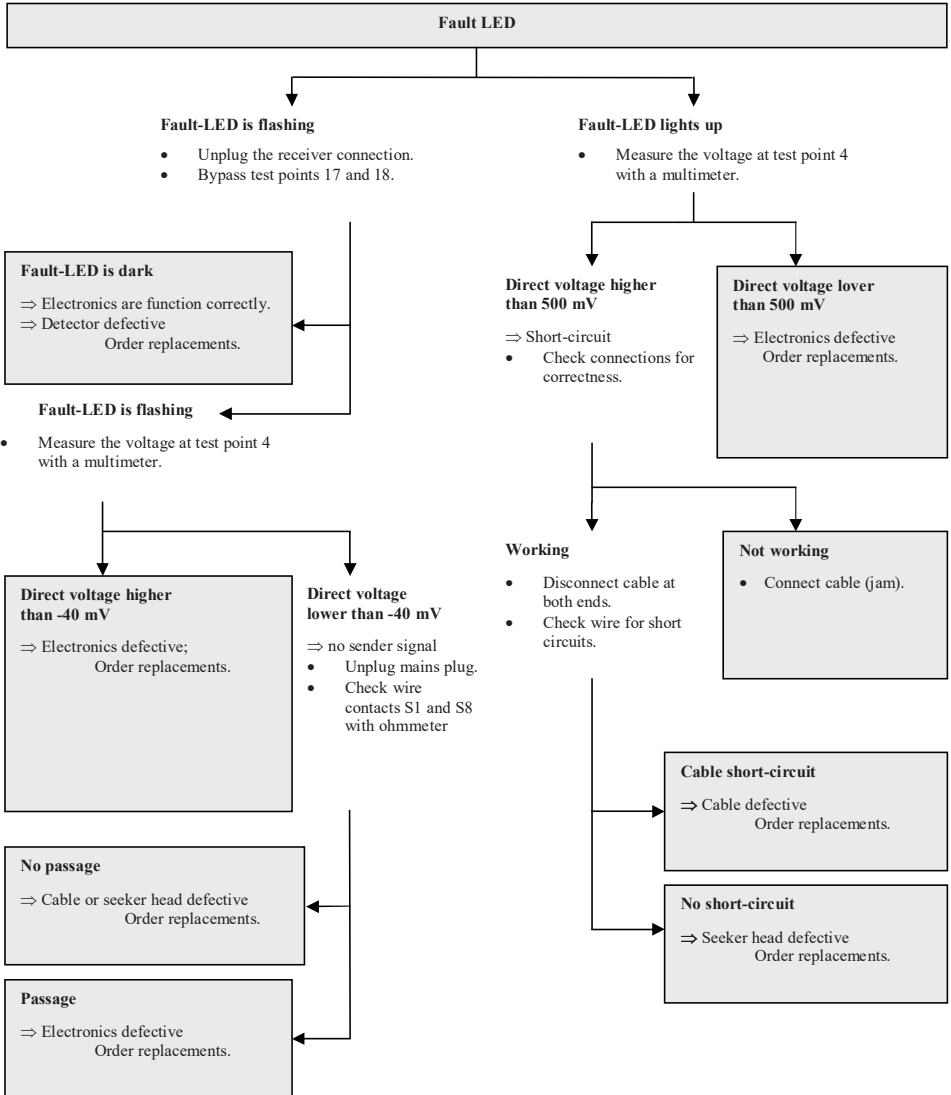 Fault LED
Fault-LED is flashing
• Unplug the receiver connection.
• Bypass test points 17 and 18.
Fault-LED is dark
⇒ Electronics are function correctly.
⇒ Detector defective
Order replacements.
Fault-LED is flashing
• Measure the voltage at test point 4
with a multimeter.
Direct voltage higher
than -40 mV
⇒ Electronics defective;
Order replacements.
Direct voltage
lower than -40 mV
⇒ no sender signal
• Unplug mains plug.
• Check wire
contacts S1 and S8
with ohmmeter
No passage
⇒ Cable or seeker head defective
Order replacements.
Passage
⇒ Electronics defective
Order replacements.
Fault-LED lights up
• Measure the voltage at test point 4
with a multimeter.
Direct voltage higher
than 500 mV
⇒ Short-circuit
• Check connections for
correctness.
Direct voltage lover
than 500 mV
⇒ Electronics defective
Order replacements.
Working
• Disconnect cable at
both ends.
• Check wire for short
circuits.
Not working
• Connect cable (jam).
Cable short-circuit
⇒ Cable defective
Order replacements.
No short-circuit
⇒ Seeker head defective
Order replacements.